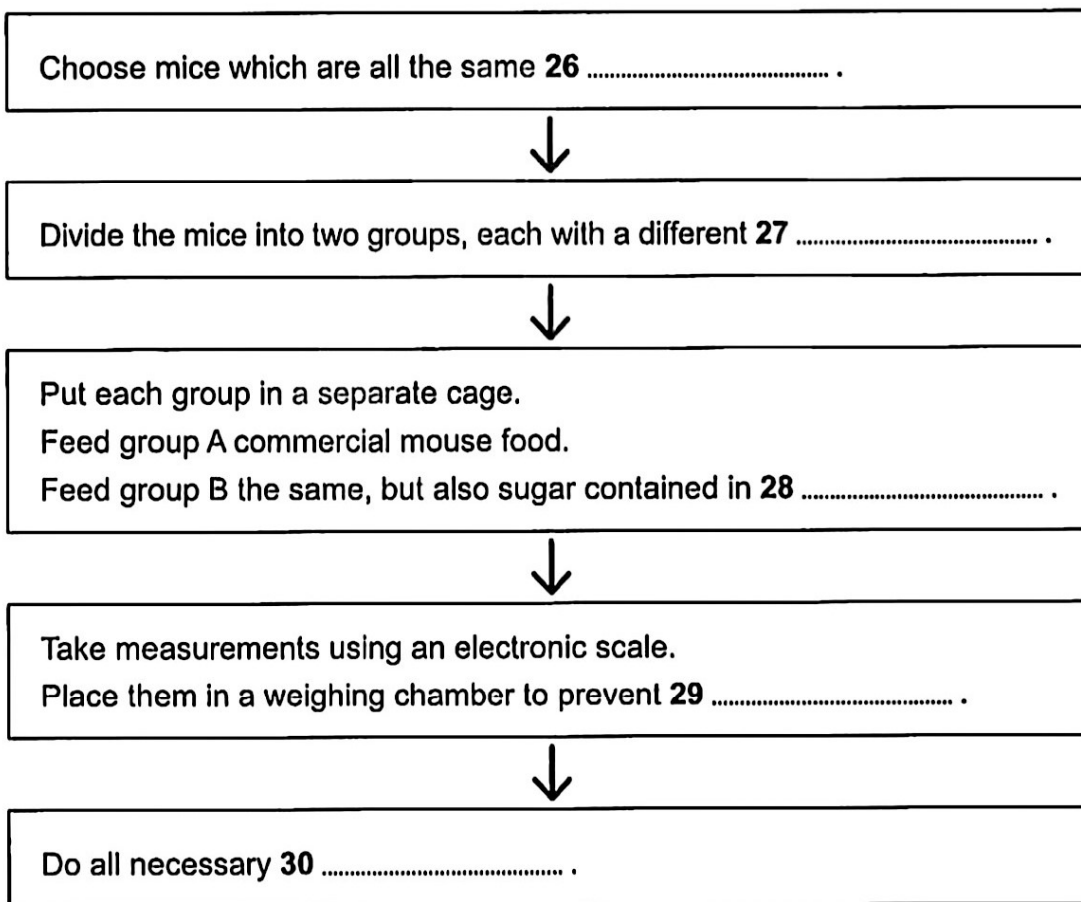 Choose mice which are all the same 26 ............................................ .
Divide the mice into two groups, each with a different 27 ............................................ .
Put each group in a separate cage.
Feed group A commercial mouse food.
Feed group B the same, but also sugar contained in 28 ............................................ .
Take measurements using an electronic scale.
Place them in a weighing chamber to prevent 29 ............................................ .
Do all necessary 30 ............................................ .